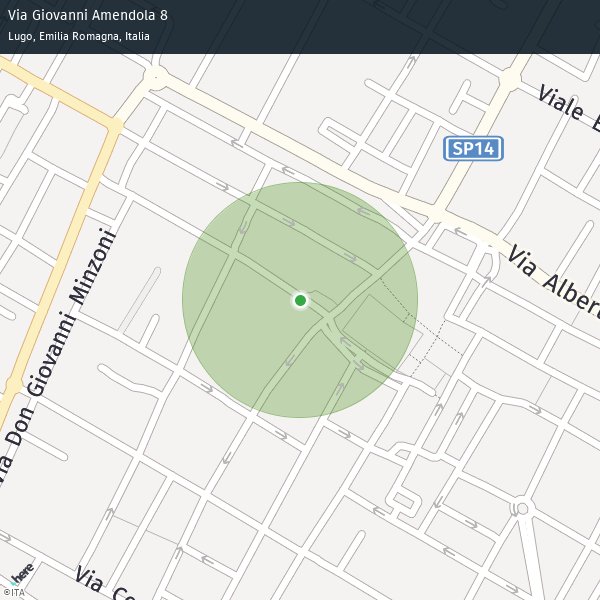 Via Giovanni Amendola 8
Lugo, Emilia Romagna, Italia
Viale
SP14
Via Don Giovanni Minzoni
Via Albert
Via Co
here
©ITA